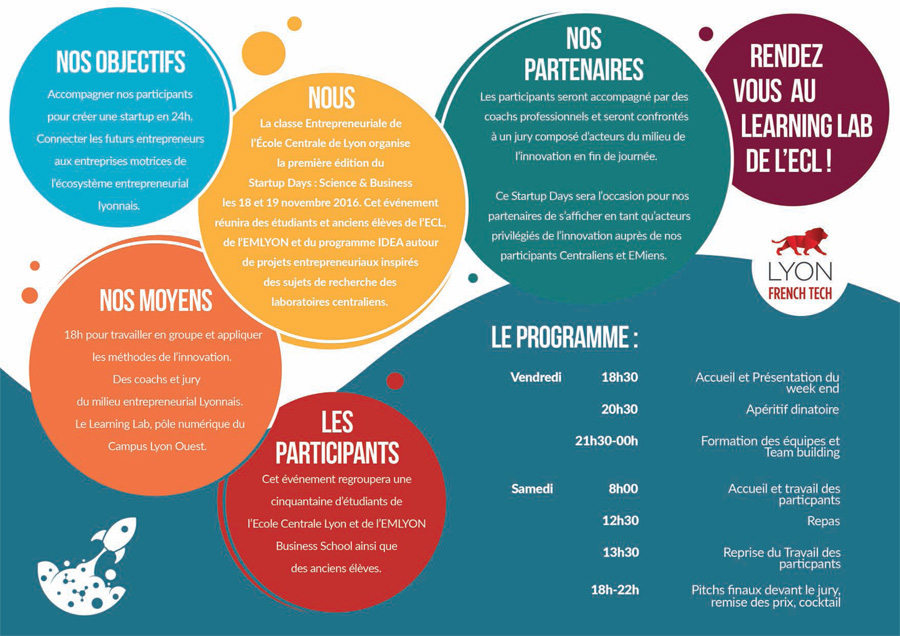 NOS OBJECTIFS
Accompagner nos participants
pour créer une startup en 24h.
Connecter les futurs entrepreneurs
aux entreprises motrices de
l'écosystème entrepreneurial
lyonnais.
NOUS
La classe Entrepreneuriale de
l'École Centrale de Lyon organise
la première édition du
Startup Days : Science & Business
les 18 et 19 novembre 2016. Cet événement
réunira des étudiants et anciens élèves de l'ECL,
de l'EMLYON et du programme IDEA autour
de projets entrepreneuriaux inspirés
des sujets de recherche des
laboratoires centraliens.
NOS
PARTENAIRES
Les participants seront accompagné par des
coachs professionnels et seront confrontés
à un jury composé d'acteurs du milieu de
l'innovation en fin de journée.
Ce Startup Days sera l'occasion pour nos
partenaires de s'afficher en tant qu'acteurs
privilégiés de l'innovation auprès de nos
participants Centraliens et EMiens.
RENDEZ
VOUS AU
LEARNING LAB
DE L'ECL !
LYON
FRENCH TECH
NOS MOYENS
18h pour travailler en groupe et appliquer
les méthodes de l'innovation.
Des coachs et jury
du milieu entrepreneurial Lyonnais.
Le Learning Lab, pôle numérique du
Campus Lyon Ouest.
LES
PARTICIPANTS
Cet événement regroupera une
cinquantaine d'étudiants de
l'Ecole Centrale Lyon et de l'EMLYON
Business School ainsi que
des anciens élèves.
LE PROGRAMME :
Vendredi 18h30 Accueil et Présentation du
week end
20h30 Apéritif dinatoire
21h30-00h Formation des équipes et
Team building
Samedi 8h00 Accueil et travail des
particpants
12h30 Repas
13h30 Reprise du Travail des
particpants
18h-22h Pitchs finaux devant le jury,
remise des prix, cocktail